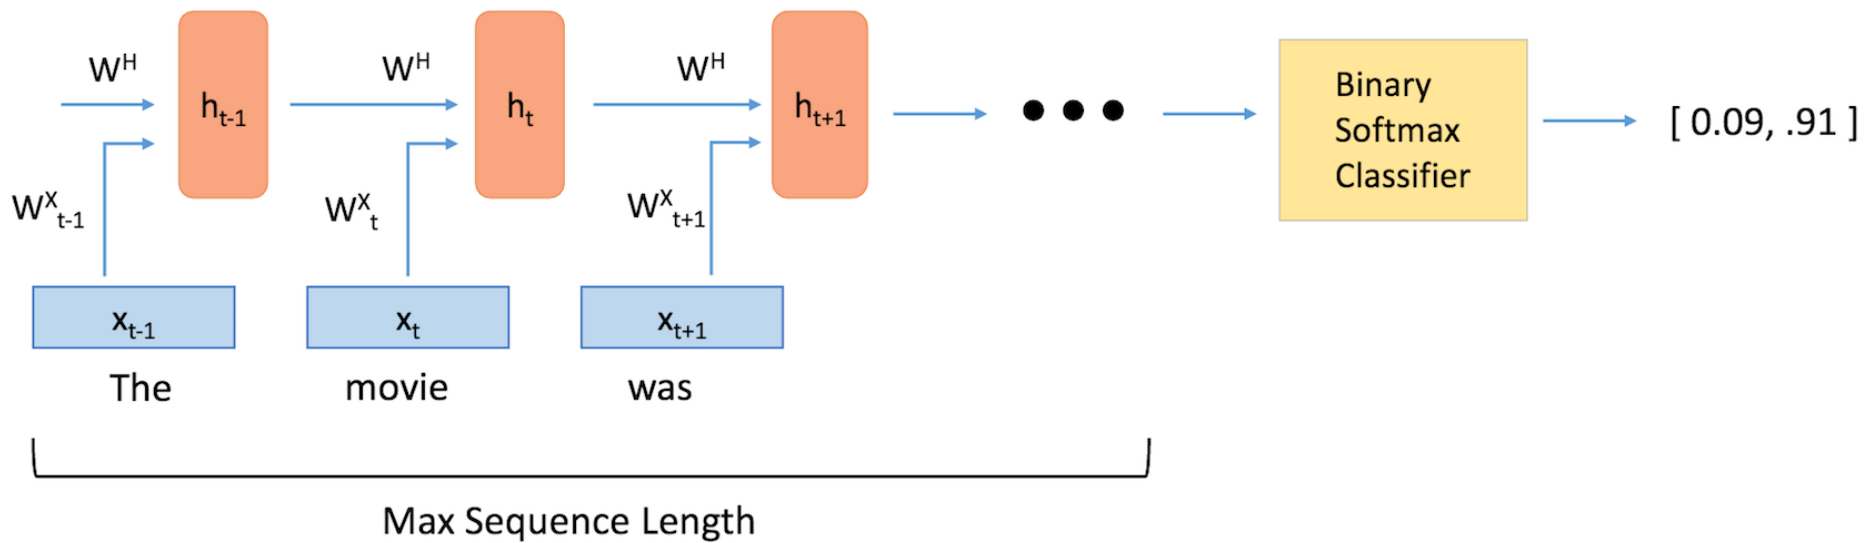 W^H W^H W^H
h_t-1 h_t h_t+1
Binary
Softmax
Classifier
[ 0.09, .91 ]
W^X_t-1 W^X_t W^X_t+1
x_t-1 x_t x_t+1
The movie was
Max Sequence Length